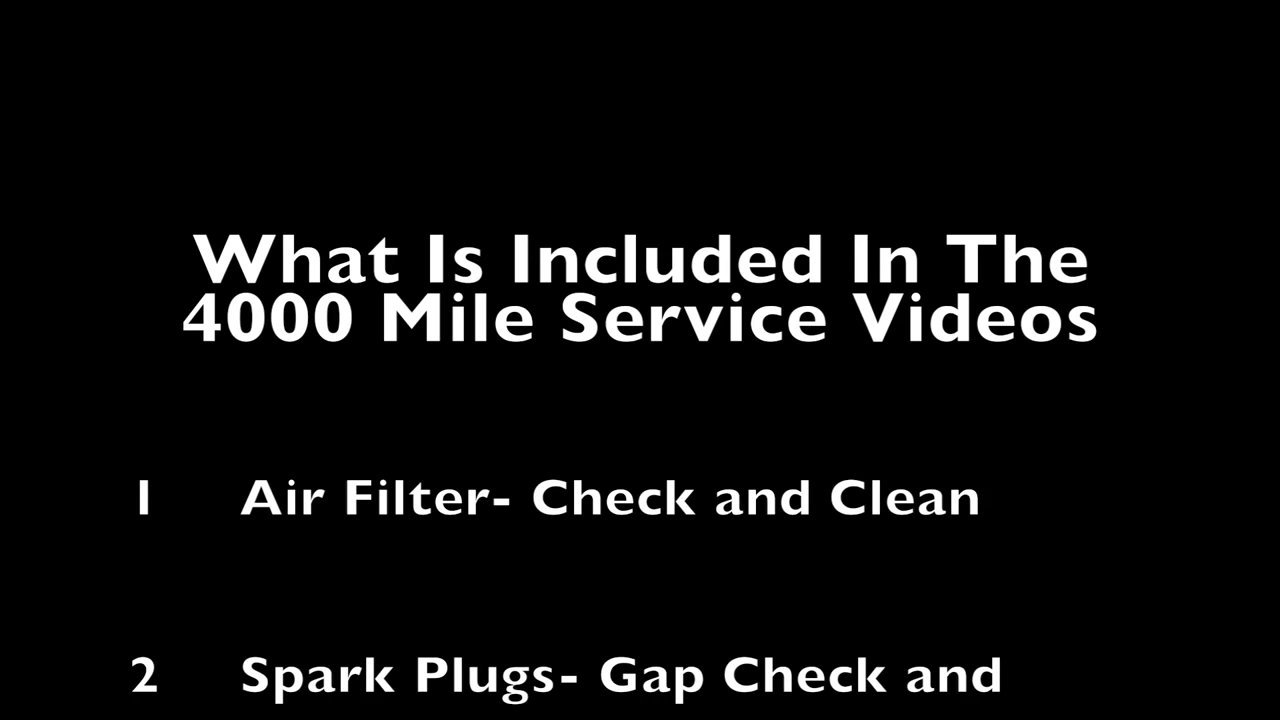 What Is Included In The
4000 Mile Service Videos
1 Air Filter- Check and Clean
2 Spark Plugs- Gap Check and